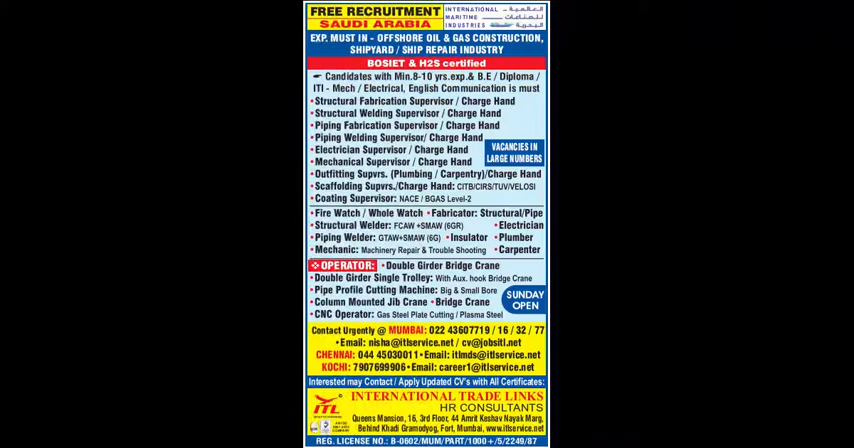 FREE RECRUITMENT
SAUDI ARABIA
INTERNATIONAL العالمية
MARITIME للصناعات
INDUSTRIES البحرية
EXP. MUST IN - OFFSHORE OIL & GAS CONSTRUCTION,
SHIPYARD / SHIP REPAIR INDUSTRY
BOSIET & H2S certified
☛ Candidates with Min.8-10 yrs.exp.& B.E / Diploma /
ITI - Mech / Electrical, English Communication is must
•Structural Fabrication Supervisor / Charge Hand
•Structural Welding Supervisor / Charge Hand
•Piping Fabrication Supervisor / Charge Hand
•Piping Welding Supervisor/ Charge Hand
•Electrician Supervisor / Charge Hand
•Mechanical Supervisor / Charge Hand
VACANCIES IN
LARGE NUMBERS
•Outfitting Supvrs. (Plumbing / Carpentry)/Charge Hand
•Scaffolding Supvrs./Charge Hand: CITB/CIRS/TUV/VELOSI
•Coating Supervisor: NACE / BGAS Level-2
•Fire Watch / Whole Watch •Fabricator: Structural/Pipe
•Structural Welder: FCAW +SMAW (6GR) •Electrician
•Piping Welder: GTAW+SMAW (6G) •Insulator •Plumber
•Mechanic: Machinery Repair & Trouble Shooting •Carpenter
❖OPERATOR: •Double Girder Bridge Crane
•Double Girder Single Trolley: With Aux. hook Bridge Crane
•Pipe Profile Cutting Machine: Big & Small Bore
•Column Mounted Jib Crane •Bridge Crane
•CNC Operator: Gas Steel Plate Cutting / Plasma Steel
SUNDAY
OPEN
Contact Urgently @ MUMBAI: 022 43607719 / 16 / 32 / 77
•Email: nisha@itlservice.net / cv@jobsitl.net
CHENNAI: 044 45030011•Email: itlmds@itlservice.net
KOCHI: 7907699906•Email: career1@itlservice.net
Interested may Contact / Apply Updated CV's with All Certificates:
ITL
INTERNATIONAL TRADE LINKS
HR CONSULTANTS
Queens Mansion, 16, 3rd Floor, 44 Amrit Keshav Nayak Marg,
Behind Khadi Gramodyog, Fort, Mumbai, www.itlservice.net
REG. LICENSE NO.: B-0602/MUM/PART/1000+/5/2249/87